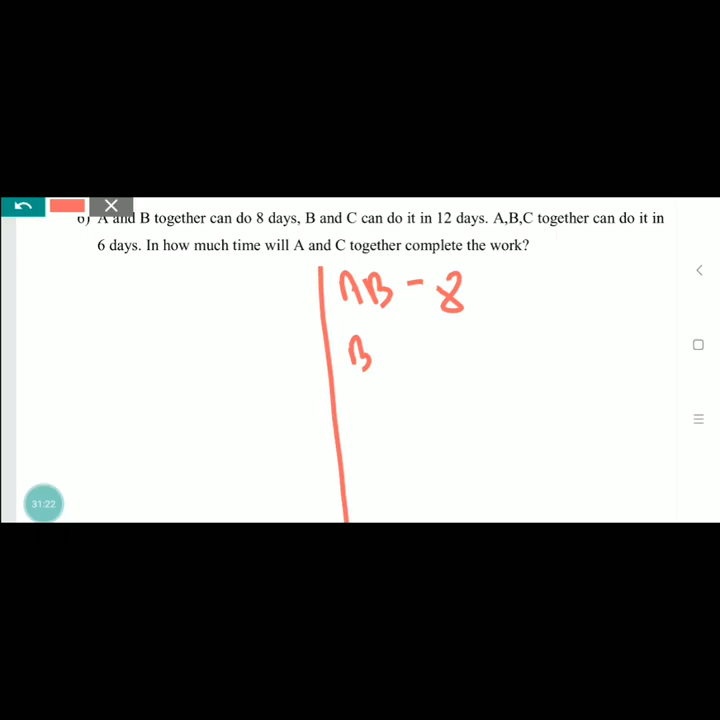 6) A and B together can do 8 days, B and C can do it in 12 days. A,B,C together can do it in
6 days. In how much time will A and C together complete the work?
AB - 8
B
31:22